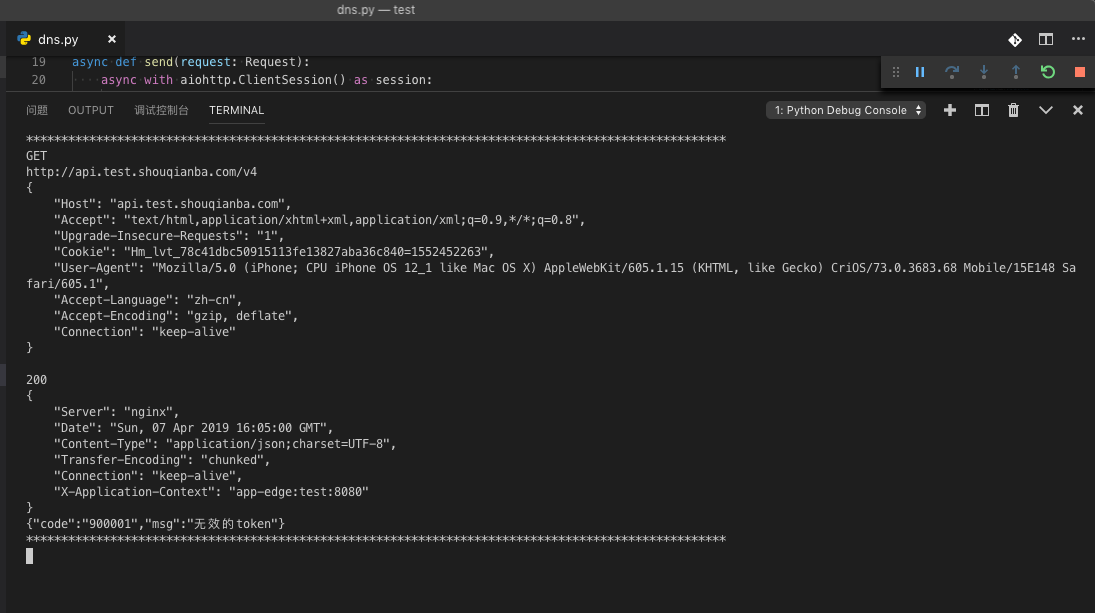 dns.py — test
dns.py
19 async def send(request: Request):
20 async with aiohttp.ClientSession() as session:
问题 OUTPUT 调试控制台 TERMINAL 1: Python Debug Console
****************************************************************************************************
GET
http://api.test.shouqianba.com/v4
{
    "Host": "api.test.shouqianba.com",
    "Accept": "text/html,application/xhtml+xml,application/xml;q=0.9,*/*;q=0.8",
    "Upgrade-Insecure-Requests": "1",
    "Cookie": "Hm_lvt_78c41dbc50915113fe13827aba36c840=1552452263",
    "User-Agent": "Mozilla/5.0 (iPhone; CPU iPhone OS 12_1 like Mac OS X) AppleWebKit/605.1.15 (KHTML, like Gecko) CriOS/73.0.3683.68 Mobile/15E148 Sa
fari/605.1",
    "Accept-Language": "zh-cn",
    "Accept-Encoding": "gzip, deflate",
    "Connection": "keep-alive"
}
200
{
    "Server": "nginx",
    "Date": "Sun, 07 Apr 2019 16:05:00 GMT",
    "Content-Type": "application/json;charset=UTF-8",
    "Transfer-Encoding": "chunked",
    "Connection": "keep-alive",
    "X-Application-Context": "app-edge:test:8080"
}
{"code":"900001","msg":"无效的token"}
****************************************************************************************************